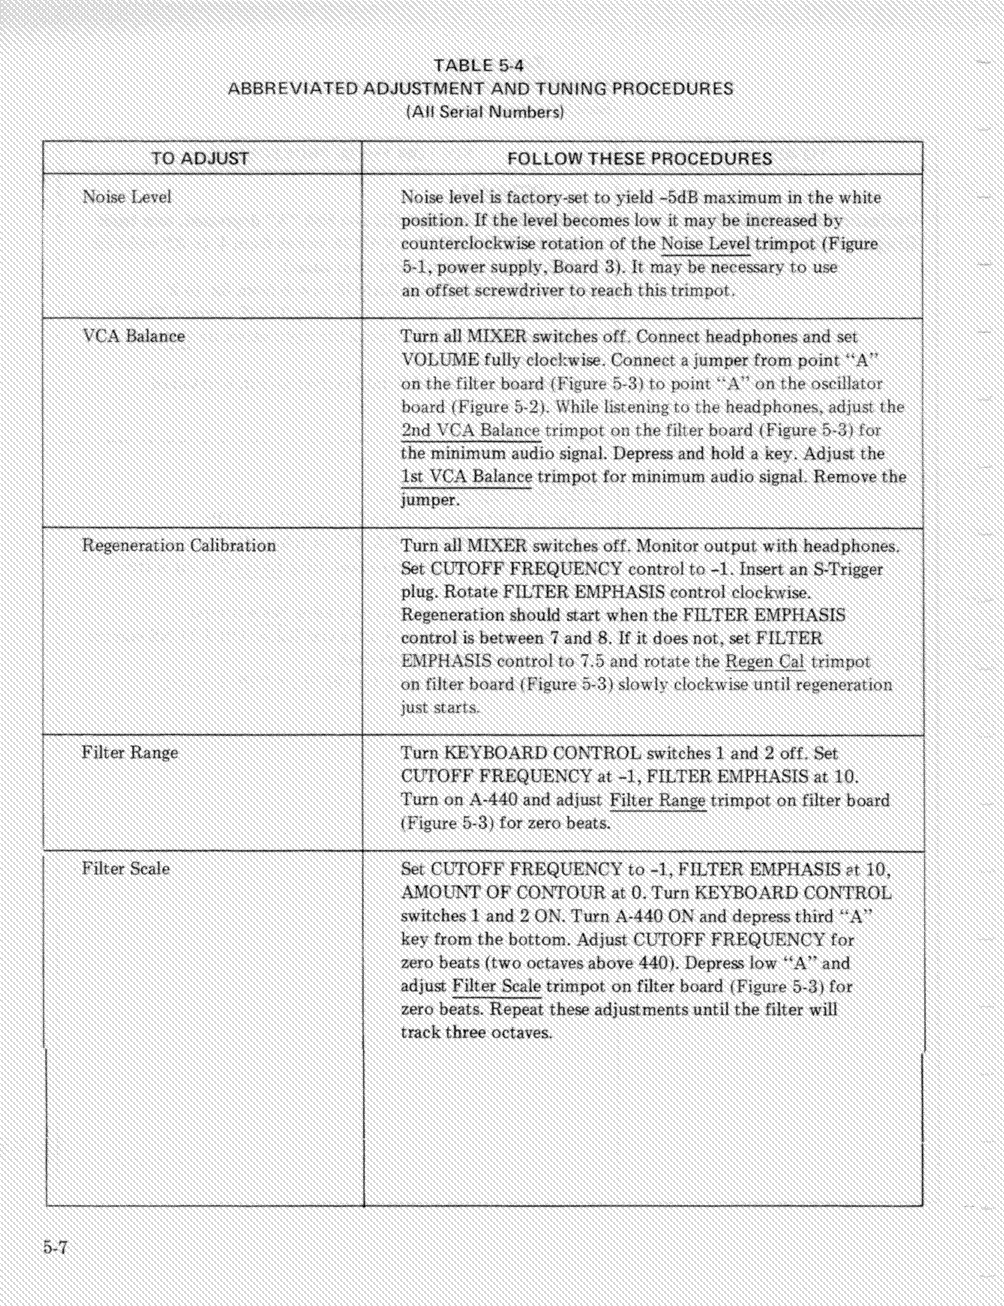 TABLE 5-4
ABBREVIATED ADJUSTMENT AND TUNING PROCEDURES
(All Serial Numbers)
TO ADJUST
FOLLOW THESE PROCEDURES
Noise Level
Noise level is factory-set to yield –5dB maximum in the white
position. If the level becomes low it may be increased by
counterclockwise rotation of the Noise Level trimpot (Figure
5-1, power supply, Board 3). It may be necessary to use
an offset screwdriver to reach this trimpot.
VCA Balance
Turn all MIXER switches off. Connect headphones and set
VOLUME fully clockwise. Connect a jumper from point “A”
on the filter board (Figure 5-3) to point “A” on the oscillator
board (Figure 5-2). While listening to the headphones, adjust the
2nd VCA Balance trimpot on the filter board (Figure 5-3) for
the minimum audio signal. Depress and hold a key. Adjust the
1st VCA Balance trimpot for minimum audio signal. Remove the
jumper.
Regeneration Calibration
Turn all MIXER switches off. Monitor output with headphones.
Set CUTOFF FREQUENCY control to –1. Insert an S-Trigger
plug. Rotate FILTER EMPHASIS control clockwise.
Regeneration should start when the FILTER EMPHASIS
control is between 7 and 8. If it does not, set FILTER
EMPHASIS control to 7.5 and rotate the Regen Cal trimpot
on filter board (Figure 5-3) slowly clockwise until regeneration
just starts.
Filter Range
Turn KEYBOARD CONTROL switches 1 and 2 off. Set
CUTOFF FREQUENCY at –1, FILTER EMPHASIS at 10.
Turn on A-440 and adjust Filter Range trimpot on filter board
(Figure 5-3) for zero beats.
Filter Scale
Set CUTOFF FREQUENCY to –1, FILTER EMPHASIS at 10,
AMOUNT OF CONTOUR at 0. Turn KEYBOARD CONTROL
switches 1 and 2 ON. Turn A-440 ON and depress third “A”
key from the bottom. Adjust CUTOFF FREQUENCY for
zero beats (two octaves above 440). Depress low “A” and
adjust Filter Scale trimpot on filter board (Figure 5-3) for
zero beats. Repeat these adjustments until the filter will
track three octaves.
5-7